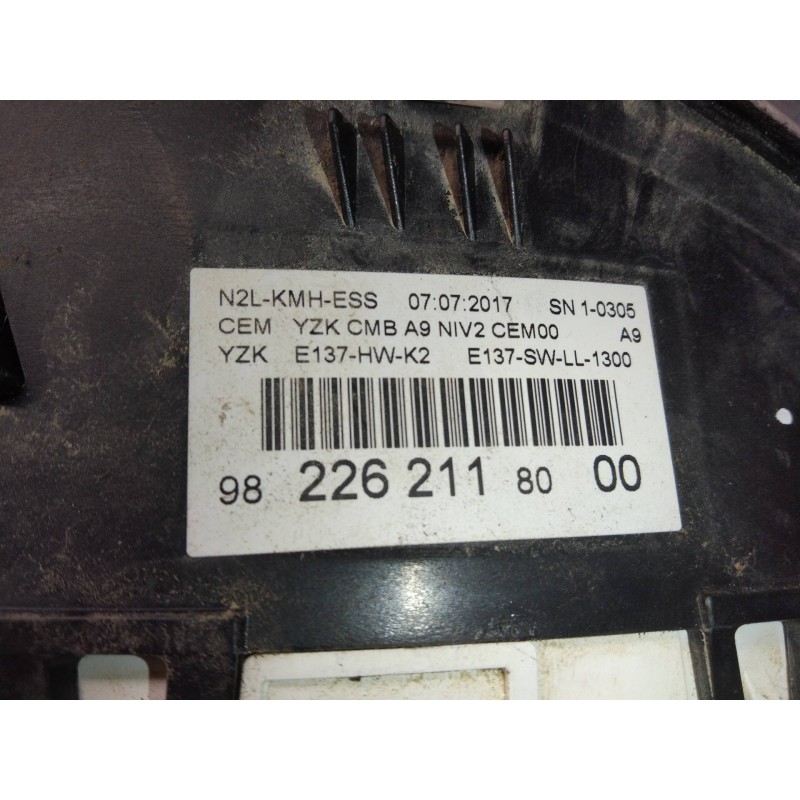 N2L-KMH-ESS 07:07:2017 SN 1-0305
CEM YZK CMB A9 NIV2 CEM00 A9
YZK E137-HW-K2 E137-SW-LL-1300
98 226 211 80 00